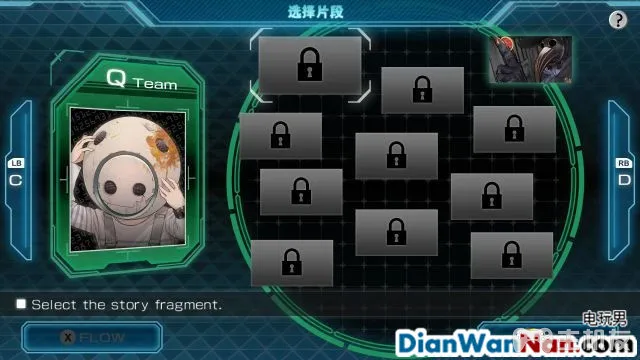 选择片段
?
Q Team
LB
C
RB
D
Select the story fragment.
X FLOW
电玩男
DianWanNan.com